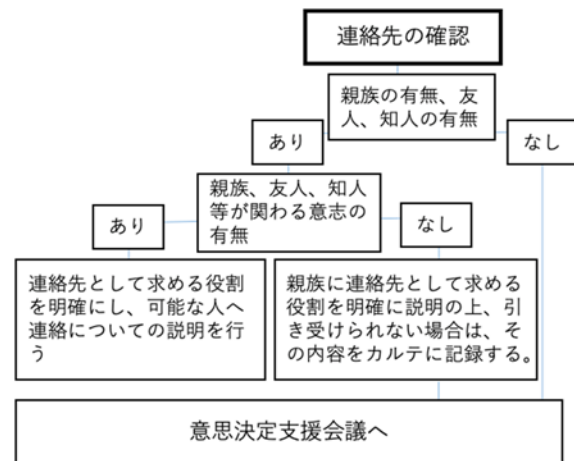 連絡先の確認
親族の有無、友
人、知人の有無
あり
なし
親族、友人、知人
等が関わる意志の
有無
あり
なし
連絡先として求める役割
を明確にし、可能な人へ
連絡についての説明を行
う
親族に連絡先として求める
役割を明確に説明の上、引
き受けられない場合は、そ
の内容をカルテに記録する。
意思決定支援会議へ